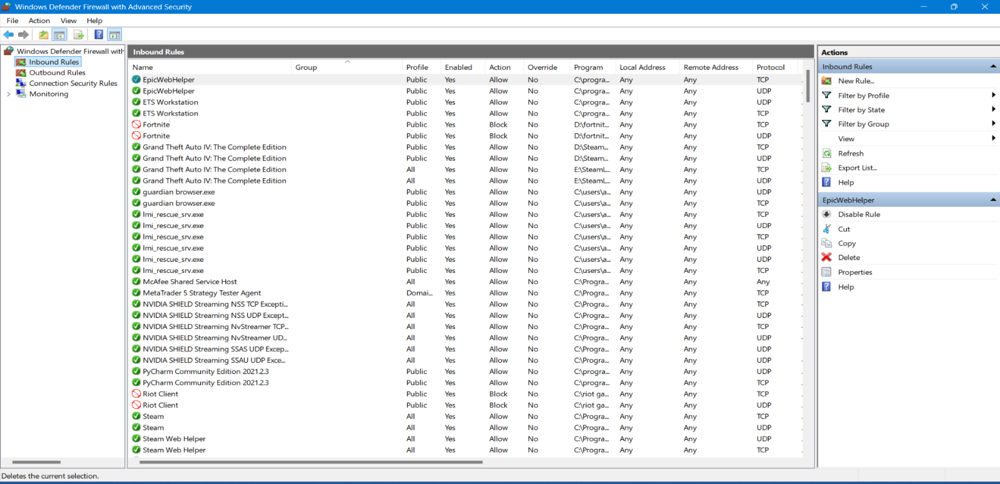 Windows Defender Firewall with Advanced Security
File Action View Help
Windows Defender Firewall with
Inbound Rules
Outbound Rules
Connection Security Rules
Monitoring
Inbound Rules
Name Group Profile Enabled Action Override Program Local Address Remote Address Protocol
EpicWebHelper Public Yes Allow No C:\progra... Any Any TCP
EpicWebHelper Public Yes Allow No C:\progra... Any Any UDP
ETS Workstation Public Yes Allow No C:\progra... Any Any UDP
ETS Workstation Public Yes Allow No C:\progra... Any Any TCP
Fortnite Public Yes Block No D:\fortnit... Any Any TCP
Fortnite Public Yes Block No D:\fortnit... Any Any UDP
Grand Theft Auto IV: The Complete Edition Public Yes Allow No D:\Steam... Any Any TCP
Grand Theft Auto IV: The Complete Edition Public Yes Allow No D:\Steam... Any Any UDP
Grand Theft Auto IV: The Complete Edition All Yes Allow No E:\SteamL... Any Any TCP
Grand Theft Auto IV: The Complete Edition All Yes Allow No E:\SteamL... Any Any UDP
guardian browser.exe Public Yes Allow No C:\users\a... Any Any UDP
guardian browser.exe Public Yes Allow No C:\users\a... Any Any TCP
lmi_rescue_srv.exe Public Yes Allow No C:\users\a... Any Any TCP
lmi_rescue_srv.exe Public Yes Allow No C:\users\a... Any Any UDP
lmi_rescue_srv.exe Public Yes Allow No C:\users\a... Any Any TCP
lmi_rescue_srv.exe Public Yes Allow No C:\users\a... Any Any UDP
lmi_rescue_srv.exe Public Yes Allow No C:\users\a... Any Any UDP
lmi_rescue_srv.exe Public Yes Allow No C:\users\a... Any Any TCP
McAfee Shared Service Host All Yes Allow No C:\Progra... Any Any Any
MetaTrader 5 Strategy Tester Agent Domai... Yes Allow No C:\Progra... Any Any TCP
NVIDIA SHIELD Streaming NSS TCP Excepti... All Yes Allow No C:\Progra... Any Any TCP
NVIDIA SHIELD Streaming NSS UDP Except... All Yes Allow No C:\Progra... Any Any UDP
NVIDIA SHIELD Streaming NvStreamer TCP... All Yes Allow No C:\Progra... Any Any TCP
NVIDIA SHIELD Streaming NvStreamer UD... All Yes Allow No C:\Progra... Any Any UDP
NVIDIA SHIELD Streaming SSAS UDP Excep... All Yes Allow No C:\Progra... Any Any UDP
NVIDIA SHIELD Streaming SSAU UDP Exce... All Yes Allow No C:\Progra... Any Any UDP
PyCharm Community Edition 2021.2.3 Public Yes Allow No C:\progra... Any Any UDP
PyCharm Community Edition 2021.2.3 Public Yes Allow No C:\progra... Any Any TCP
Riot Client Public Yes Block No C:\riot ga... Any Any TCP
Riot Client Public Yes Block No C:\riot ga... Any Any UDP
Steam All Yes Allow No C:\Progra... Any Any TCP
Steam All Yes Allow No C:\Progra... Any Any UDP
Steam Web Helper All Yes Allow No C:\Progra... Any Any UDP
Steam Web Helper All Yes Allow No C:\Progra... Any Any TCP
Actions
Inbound Rules
New Rule...
Filter by Profile
Filter by State
Filter by Group
View
Refresh
Export List...
Help
EpicWebHelper
Disable Rule
Cut
Copy
Delete
Properties
Help
Deletes the current selection.